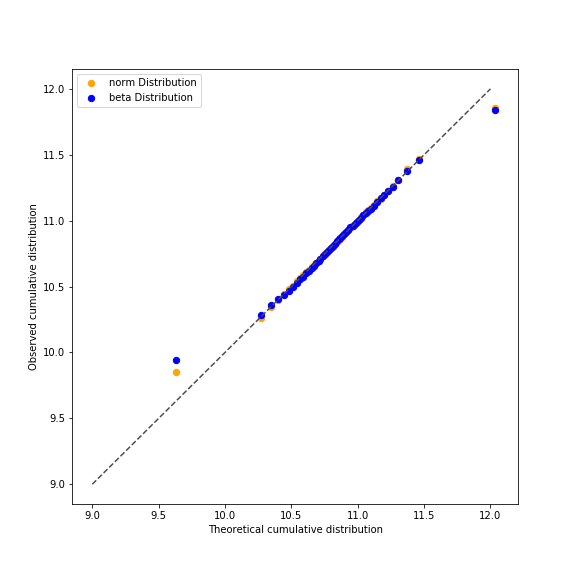 norm Distribution
beta Distribution
Observed cumulative distribution
12.0
11.5
11.0
10.5
10.0
9.5
9.0
9.0 9.5 10.0 10.5 11.0 11.5 12.0
Theoretical cumulative distribution